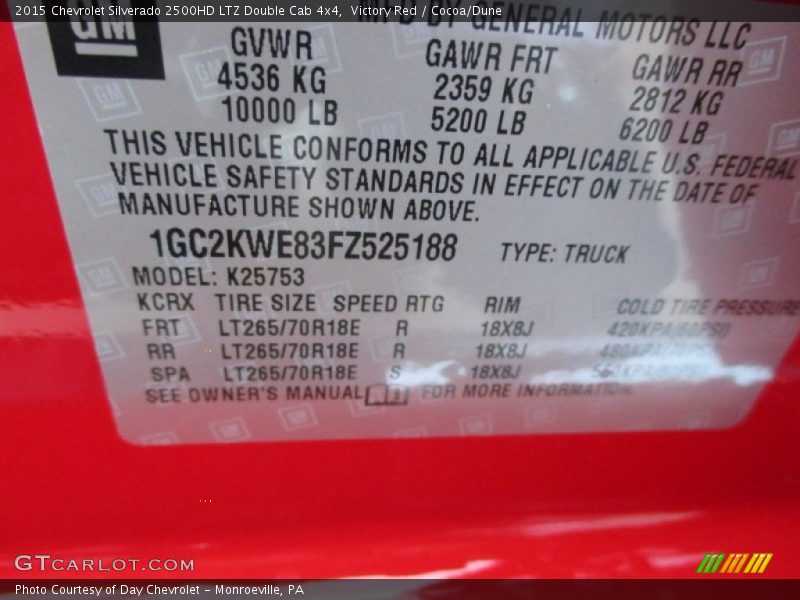 2015 Chevrolet Silverado 2500HD LTZ Double Cab 4x4, Victory Red / Cocoa/Dune
GM
MFD BY GENERAL MOTORS LLC
GVWR GAWR FRT GAWR RR
4536 KG 2359 KG 2812 KG
10000 LB 5200 LB 6200 LB
THIS VEHICLE CONFORMS TO ALL APPLICABLE U.S. FEDERAL
VEHICLE SAFETY STANDARDS IN EFFECT ON THE DATE OF
MANUFACTURE SHOWN ABOVE.
1GC2KWE83FZ525188 TYPE: TRUCK
MODEL: K25753
KCRX TIRE SIZE SPEED RTG RIM COLD TIRE PRESSURE
FRT LT265/70R18E R 18X8J
RR LT265/70R18E R 18X8J
SPA LT265/70R18E S 18X8J
SEE OWNER'S MANUAL FOR MORE INFORMATION.
GTCARLOT.COM
Photo Courtesy of Day Chevrolet - Monroeville, PA